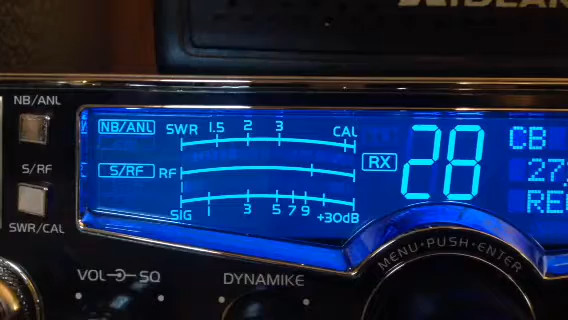 NB/ANL
NB/ANL SWR 1.5 2 3 CAL
S/RF
S/RF RF
RX 28
CB
27
SIG 1 3 5 7 9 +30dB
SWR/CAL
MENU·PUSH·ENTER
VOL SQ
DYNAMIKE